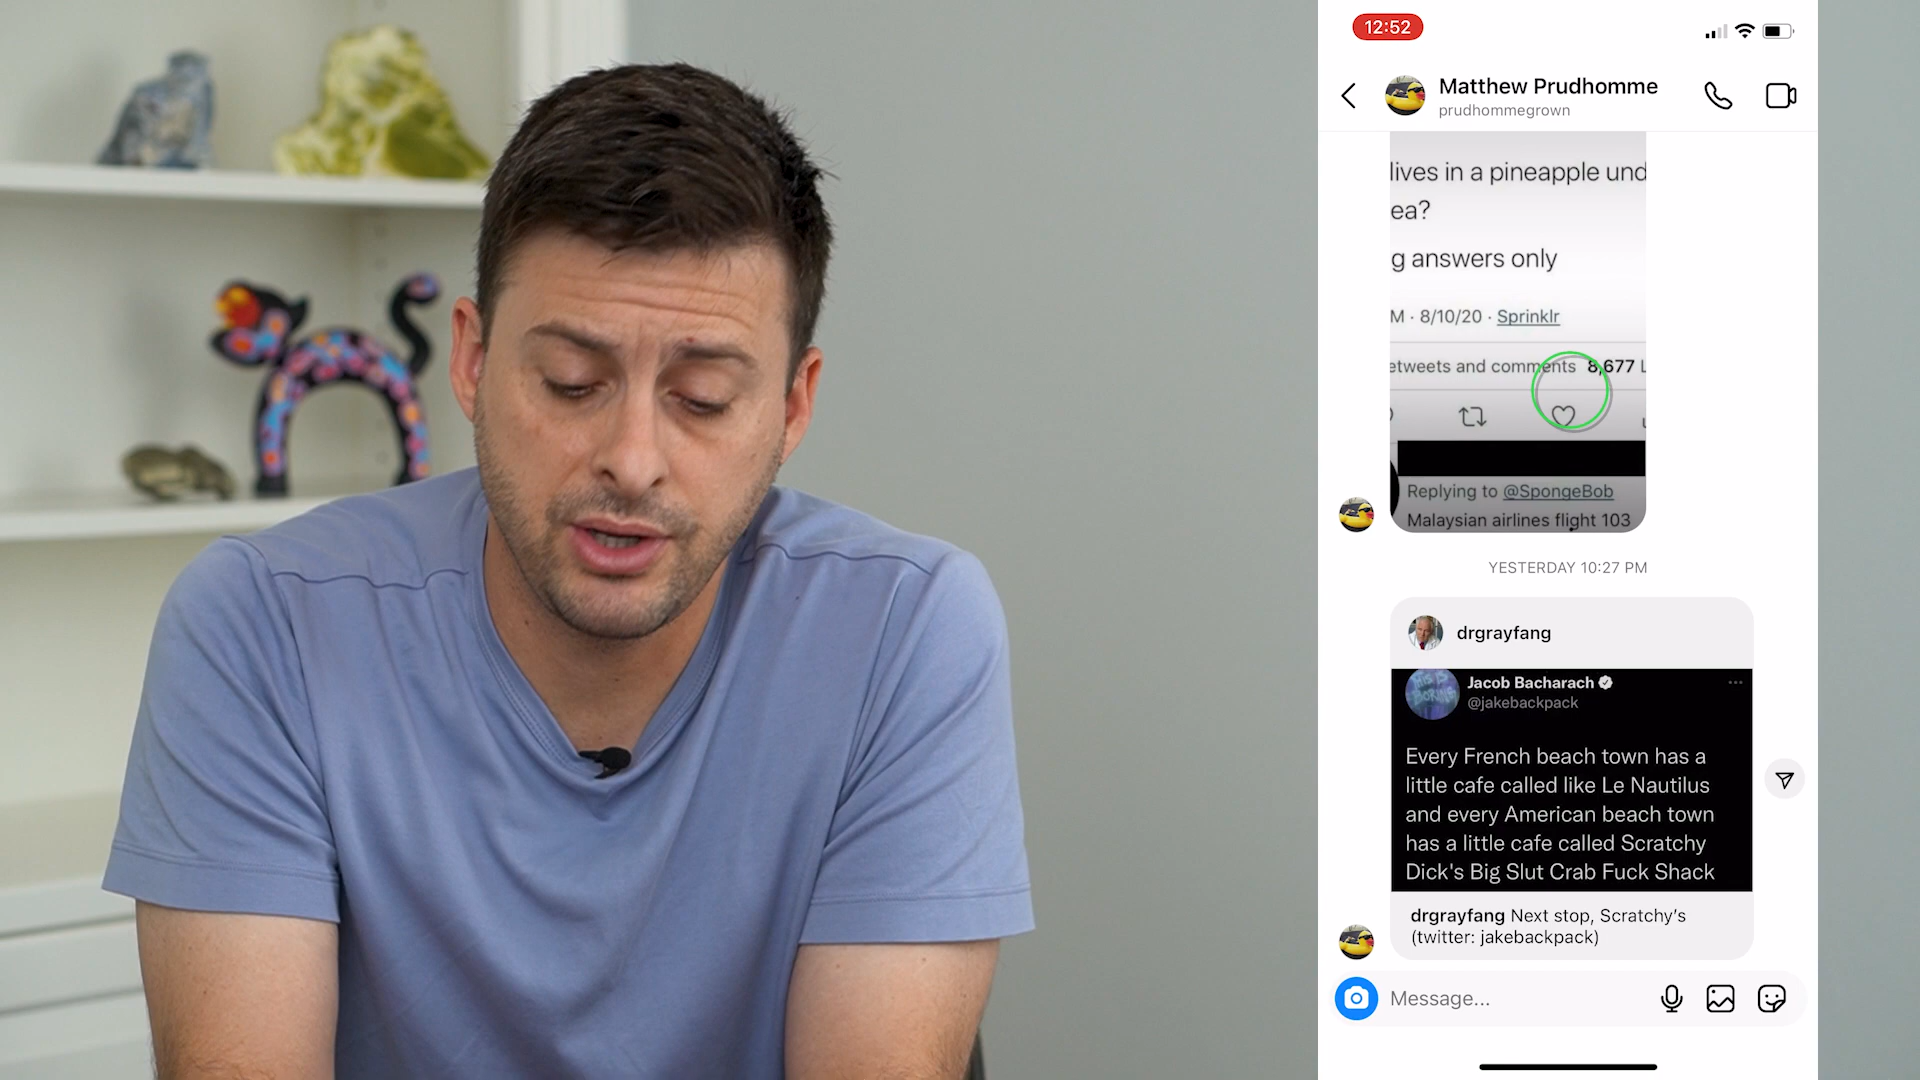 12:52
Matthew Prudhomme
prudhommegrown
lives in a pineapple und
ea?
g answers only
M · 8/10/20 · Sprinklr
etweets and comments 8,677 L
Replying to @SpongeBob
Malaysian airlines flight 103
YESTERDAY 10:27 PM
drgrayfang
Jacob Bacharach
@jakebackpack
Every French beach town has a
little cafe called like Le Nautilus
and every American beach town
has a little cafe called Scratchy
Dick's Big Slut Crab Fuck Shack
drgrayfang Next stop, Scratchy's
(twitter: jakebackpack)
Message...